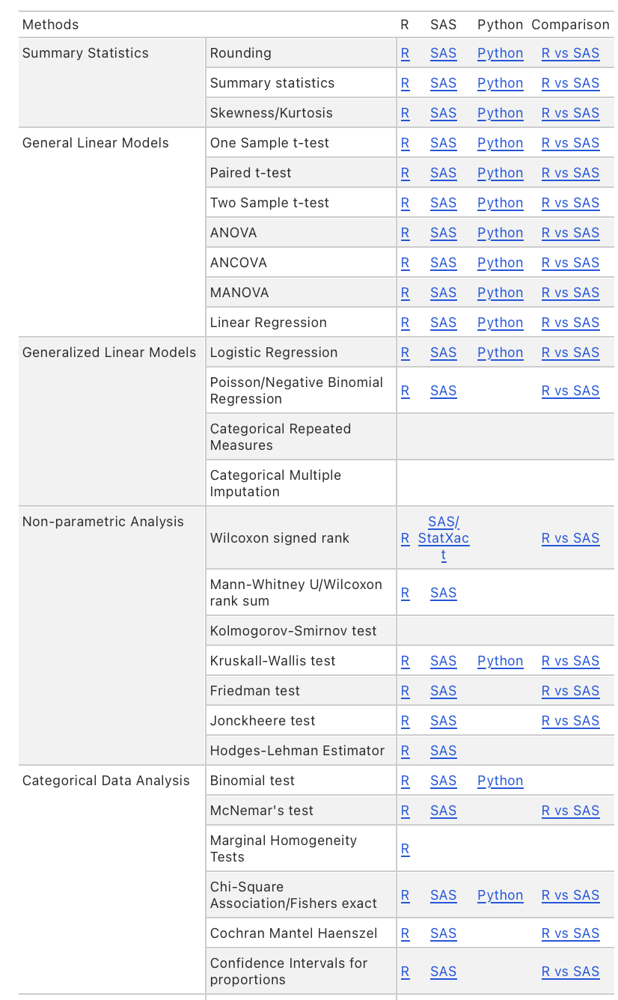 Methods R SAS Python Comparison
Summary Statistics Rounding R SAS Python R vs SAS
Summary statistics R SAS Python R vs SAS
Skewness/Kurtosis R SAS Python R vs SAS
General Linear Models One Sample t-test R SAS Python R vs SAS
Paired t-test R SAS Python R vs SAS
Two Sample t-test R SAS Python R vs SAS
ANOVA R SAS Python R vs SAS
ANCOVA R SAS Python R vs SAS
MANOVA R SAS Python R vs SAS
Linear Regression R SAS Python R vs SAS
Generalized Linear Models Logistic Regression R SAS Python R vs SAS
Poisson/Negative Binomial
Regression R SAS R vs SAS
Categorical Repeated
Measures
Categorical Multiple
Imputation
Non-parametric Analysis
Wilcoxon signed rank R SAS/
StatXac
t R vs SAS
Mann-Whitney U/Wilcoxon
rank sum R SAS
Kolmogorov-Smirnov test
Kruskall-Wallis test R SAS Python R vs SAS
Friedman test R SAS R vs SAS
Jonckheere test R SAS R vs SAS
Hodges-Lehman Estimator R SAS
Categorical Data Analysis Binomial test R SAS Python
McNemar's test R SAS R vs SAS
Marginal Homogeneity
Tests R
Chi-Square
Association/Fishers exact R SAS Python R vs SAS
Cochran Mantel Haenszel R SAS R vs SAS
Confidence Intervals for
proportions R SAS R vs SAS